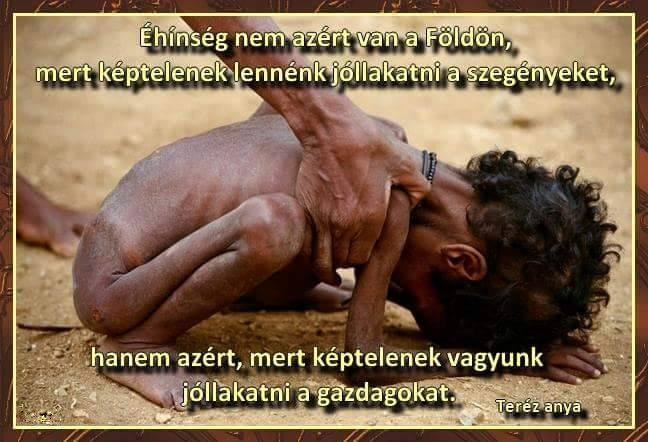 Éhínség nem azért van a Földön,
mert képtelenek lennénk jóllakatni a szegényeket,
hanem azért, mert képtelenek vagyunk
jóllakatni a gazdagokat.
Teréz anya